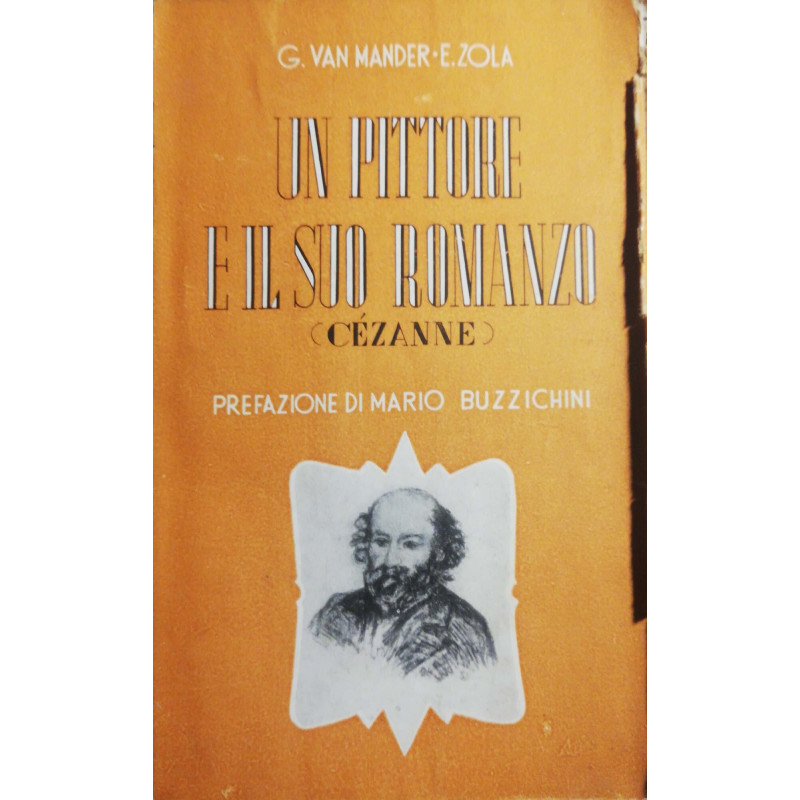 G. VAN MANDER · E. ZOLA
UN PITTORE
E IL SUO ROMANZO
(CÉZANNE)
PREFAZIONE DI MARIO BUZZICHINI